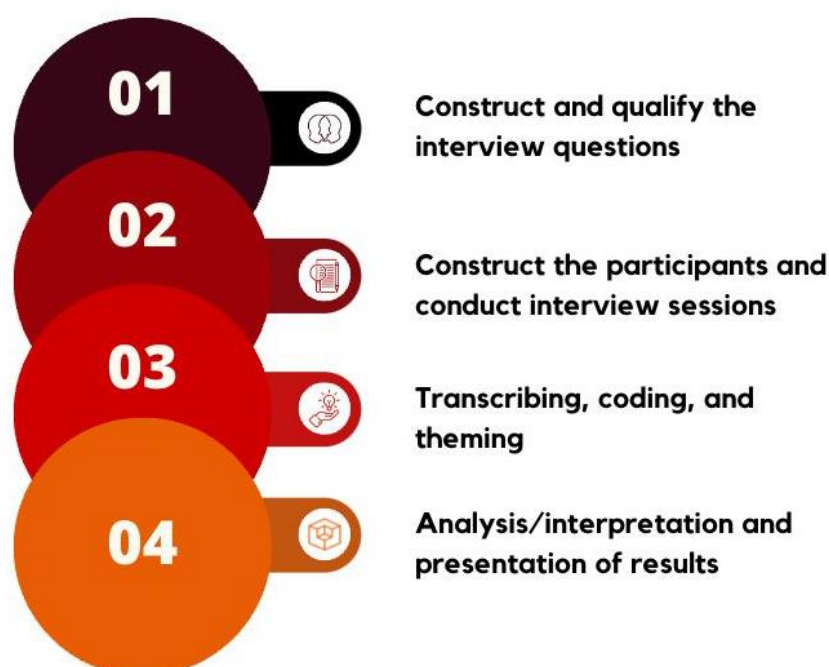 01
Construct and qualify the
interview questions
02
Construct the participants and
conduct interview sessions
03
Transcribing, coding, and
theming
04
Analysis/interpretation and
presentation of results